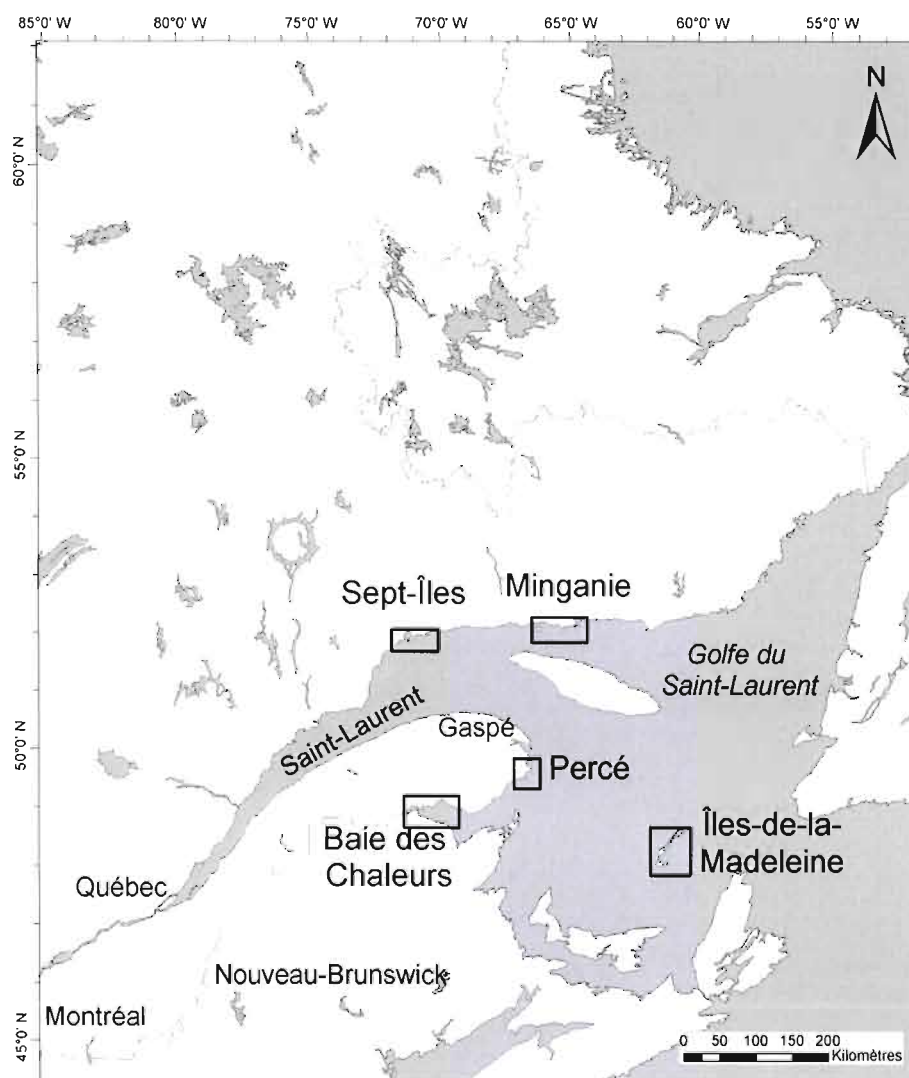 85°0' W 80°0' W 75°0' W 70°0' W 65°0' W 60°0' W 55°0' W
N
60°0' N
55°0' N
Sept-Îles
Minganie
Golfe du
Saint-Laurent
Saint-Laurent
50°0' N
Gaspé
Percé
Baie des
Chaleurs
Îles-de-la-
Madeleine
Québec
Nouveau-Brunswick
Montréal
45°0' N
0 50 100 150 200
Kilomètres